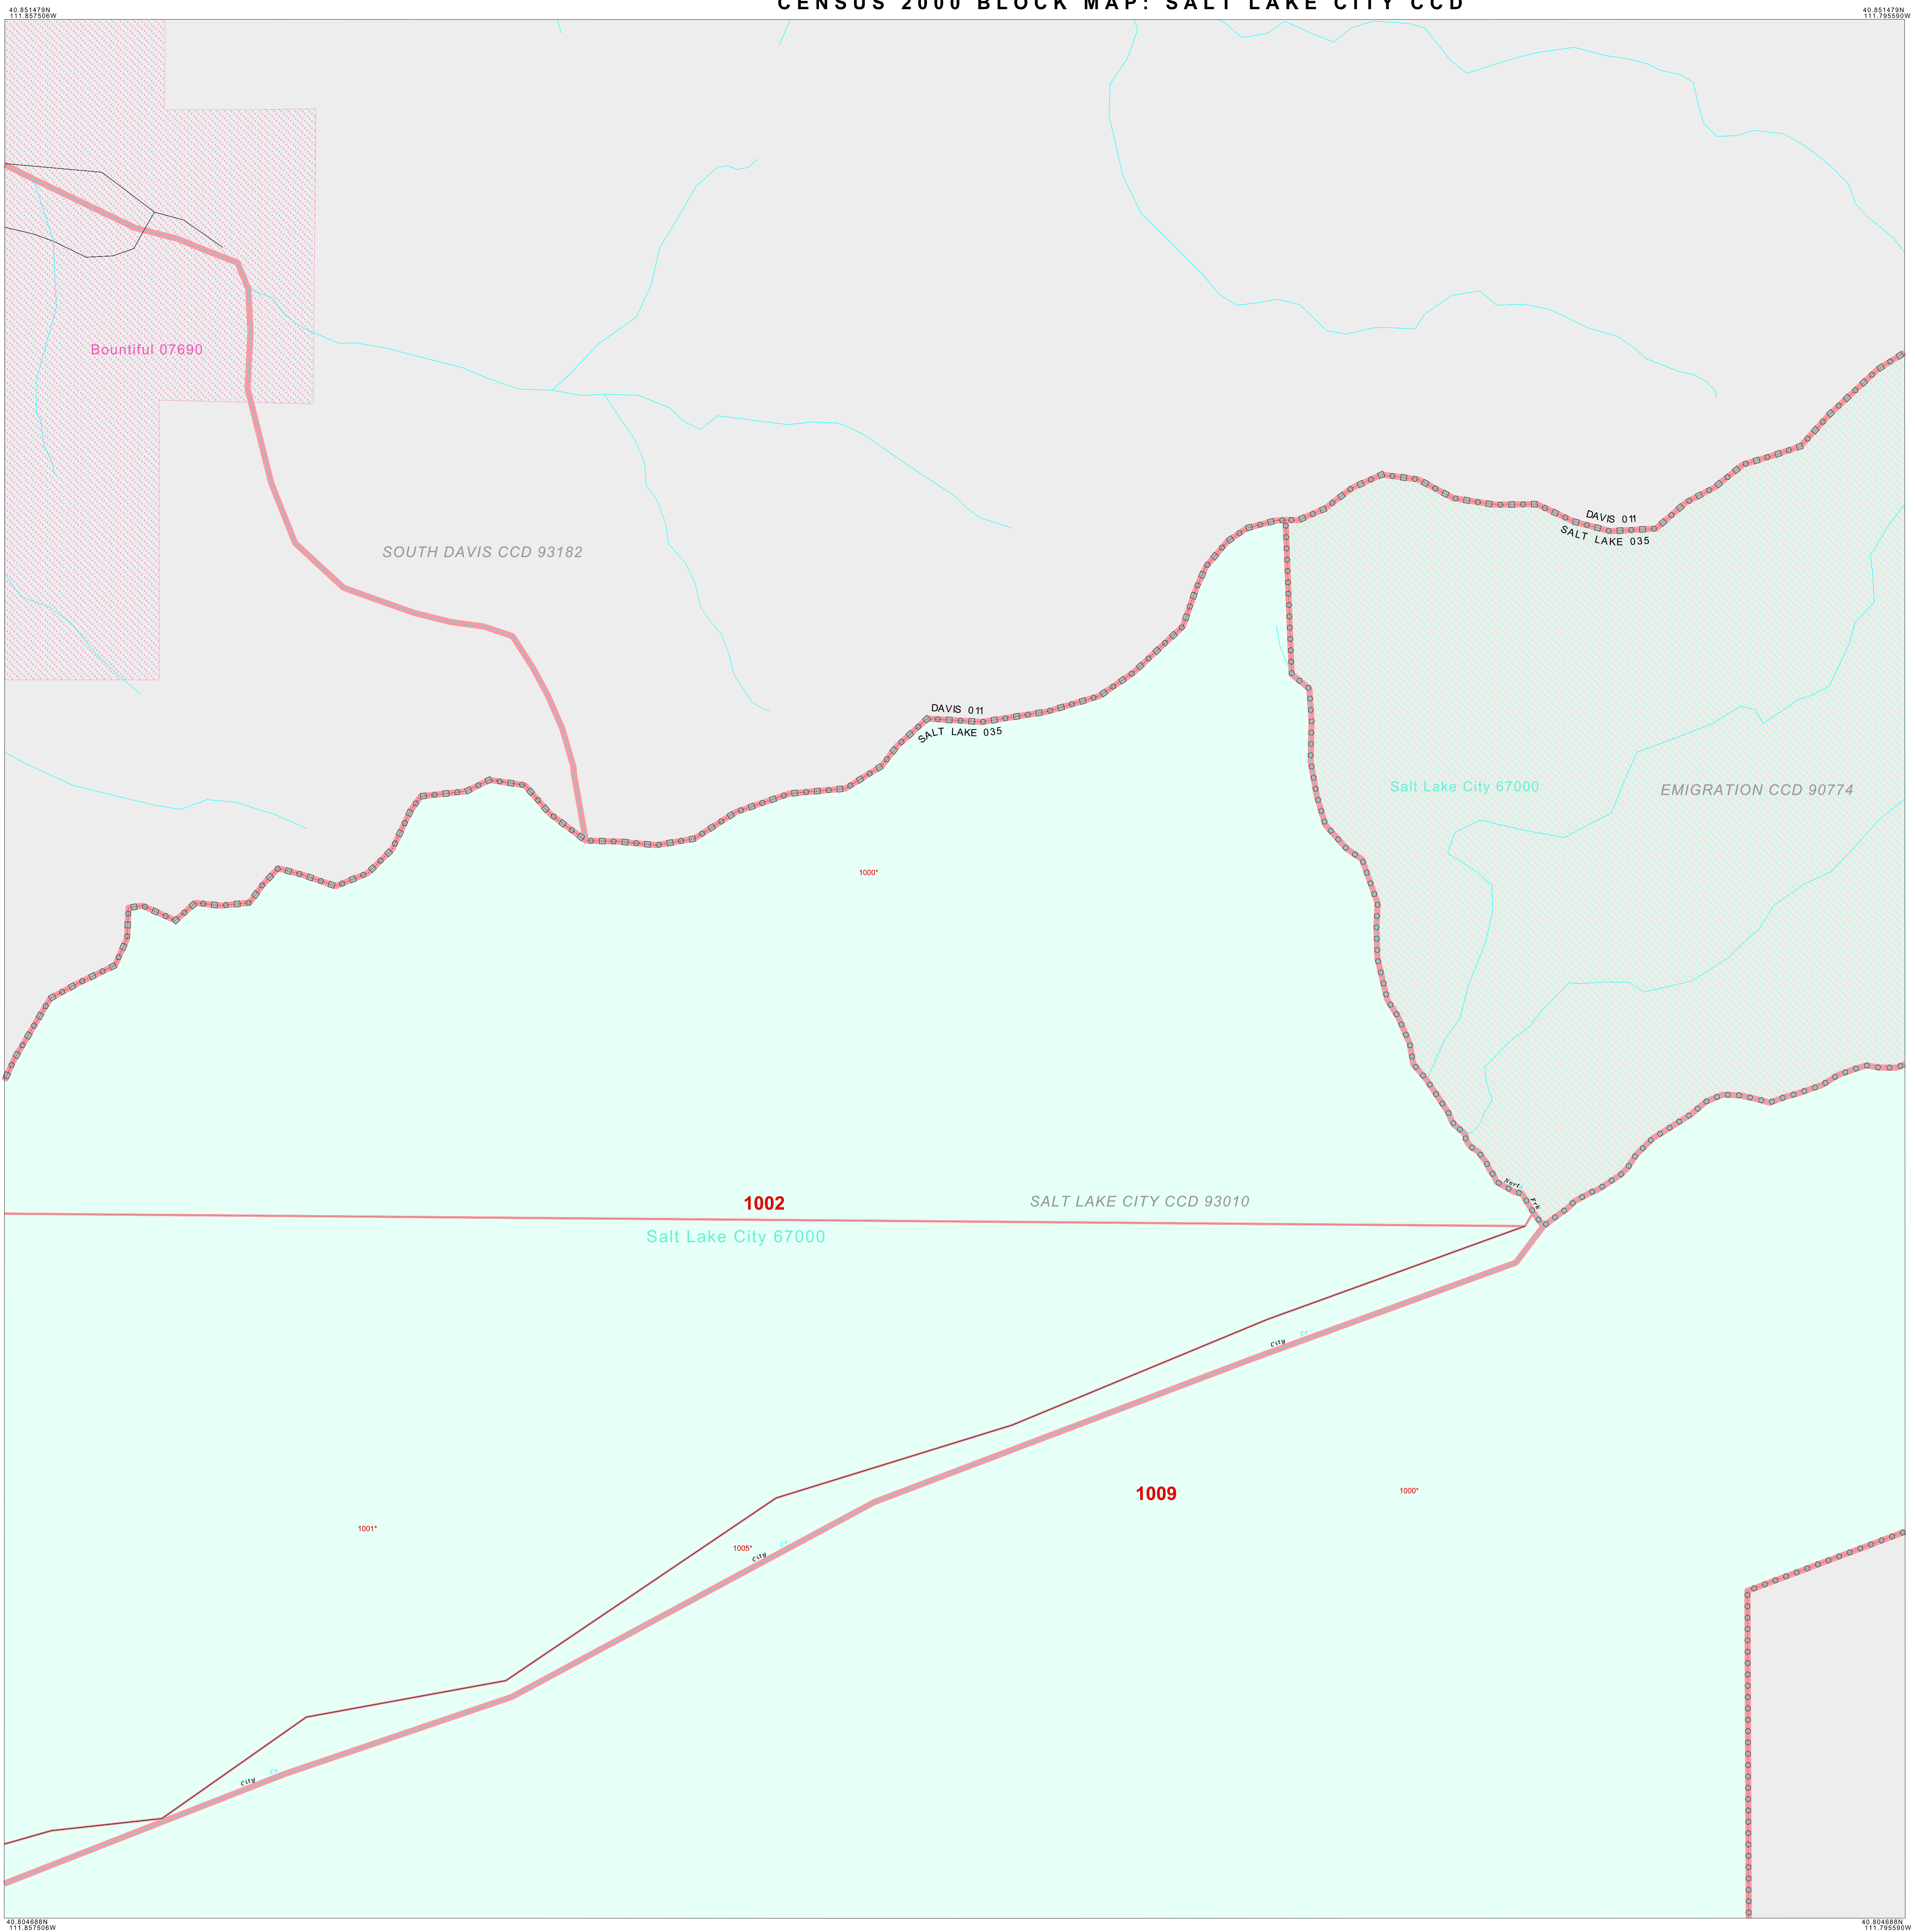 CENSUS 2000 BLOCK MAP: SALT LAKE CITY CCD
40.851479N
111.857506W
40.851479N
111.795590W
Bountiful 07690
SOUTH DAVIS CCD 93182
DAVIS 011
SALT LAKE 035
DAVIS 011
SALT LAKE 035
Salt Lake City 67000
EMIGRATION CCD 90774
1000*
1002
SALT LAKE CITY CCD 93010
Nort
Frk
Salt Lake City 67000
City
1009
1000*
1001*
1005*
City
City
40.804688N
111.857506W
40.804688N
111.795590W